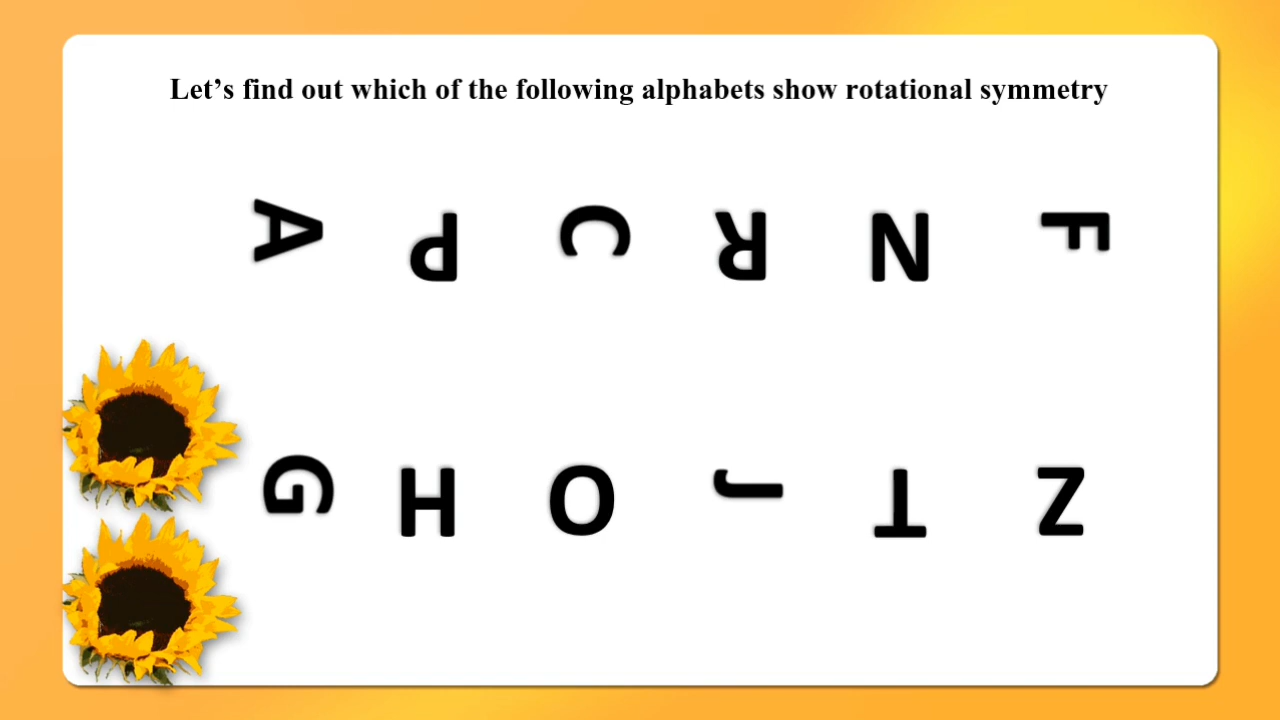 Let's find out which of the following alphabets show rotational symmetry
A P C R N F
G H O J T Z